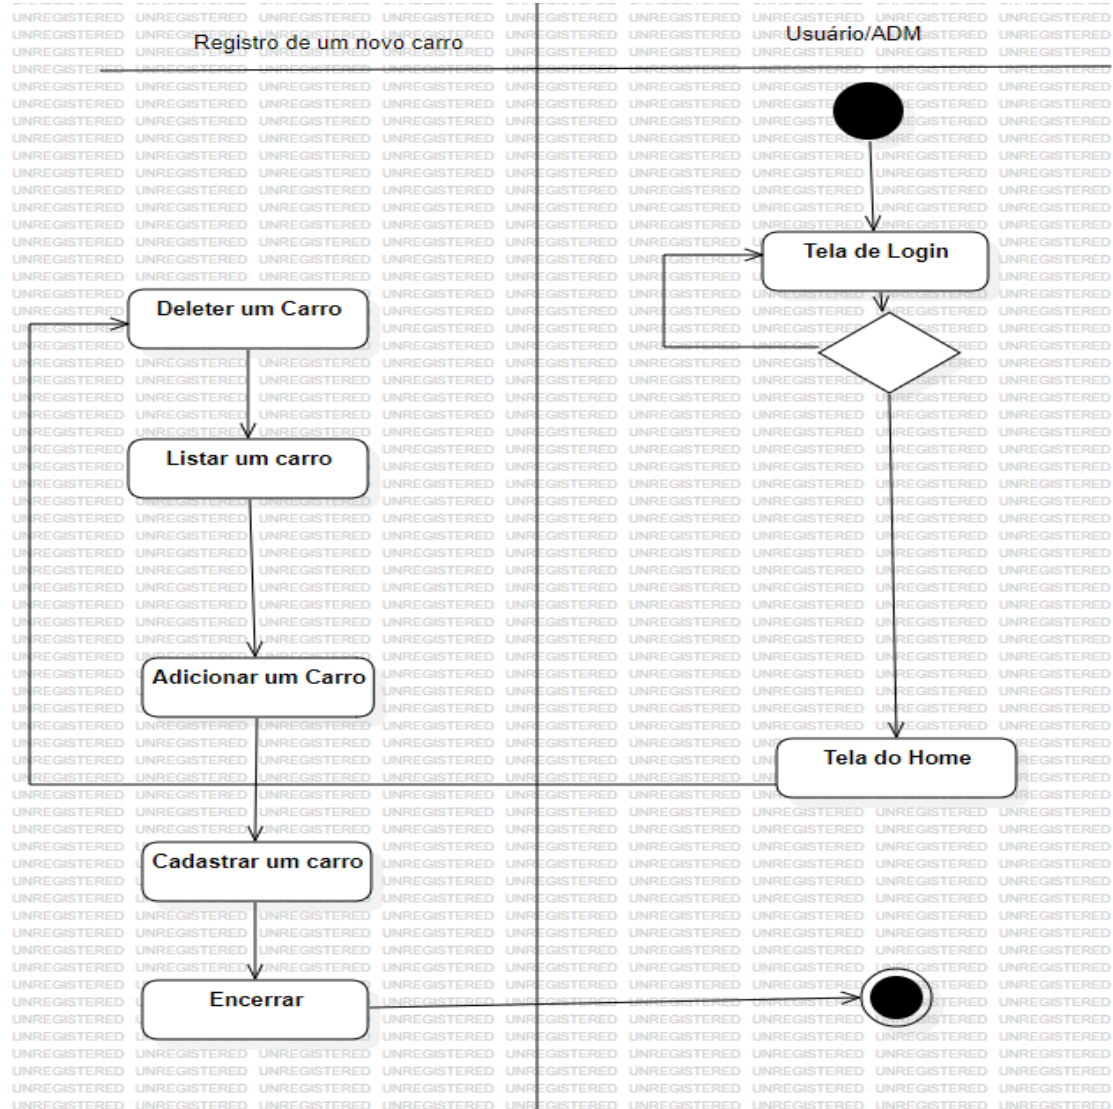 Registro de um novo carro
Usuário/ADM
Tela de Login
Deleter um Carro
Listar um carro
Adicionar um Carro
Tela do Home
Cadastrar um carro
Encerrar
UNREGISTERED